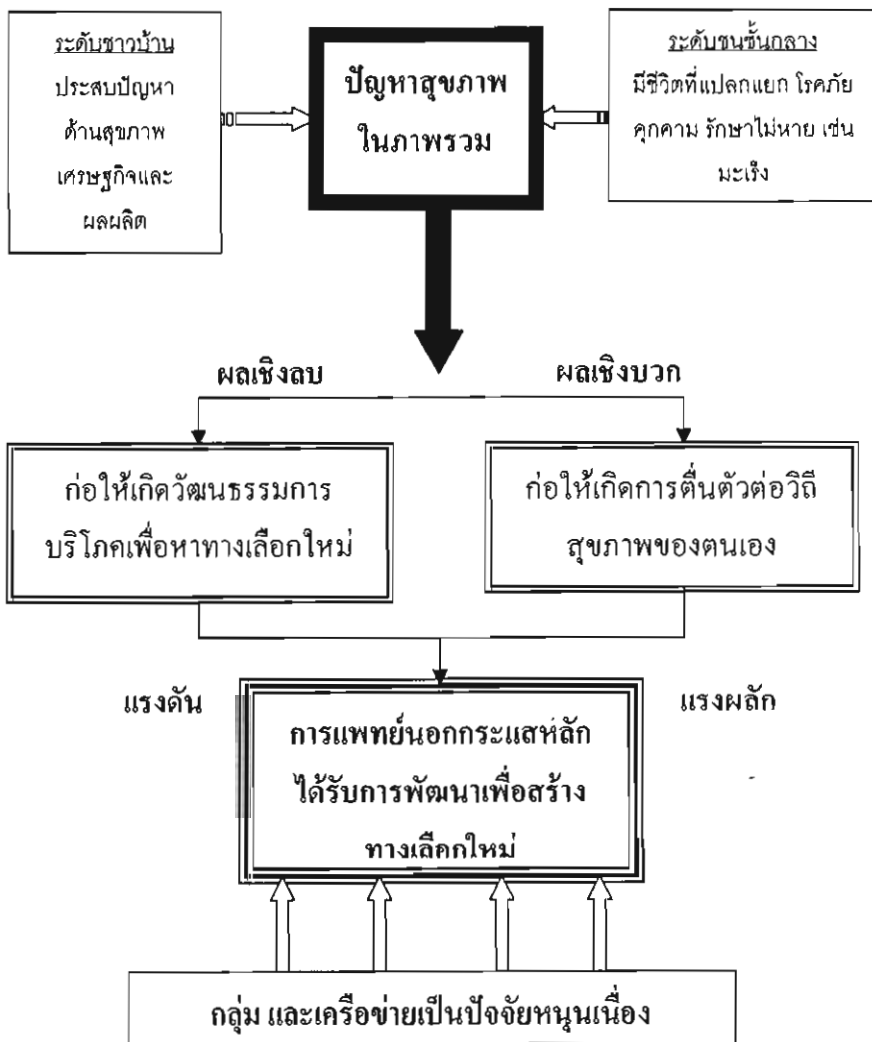 ระดับชาวบ้าน
ประสบปัญหา
ด้านสุขภาพ
เศรษฐกิจและ
ผลผลิต
ปัญหาสุขภาพ
ในภาพรวม
ระดับชนชั้นกลาง
มีชีวิตที่แปลกแยก โรคภัย
คุกคาม รักษาไม่หาย เช่น
มะเร็ง
ผลเชิงลบ
ผลเชิงบวก
ก่อให้เกิดวัฒนธรรมการ
บริโภคเพื่อหาทางเลือกใหม่
ก่อให้เกิดการตื่นตัวต่อวิถี
สุขภาพของตนเอง
แรงดัน
แรงผลัก
การแพทย์นอกกระแสหลัก
ได้รับการพัฒนาเพื่อสร้าง
ทางเลือกใหม่
กลุ่ม และเครือข่ายเป็นปัจจัยหนุนเนื่อง